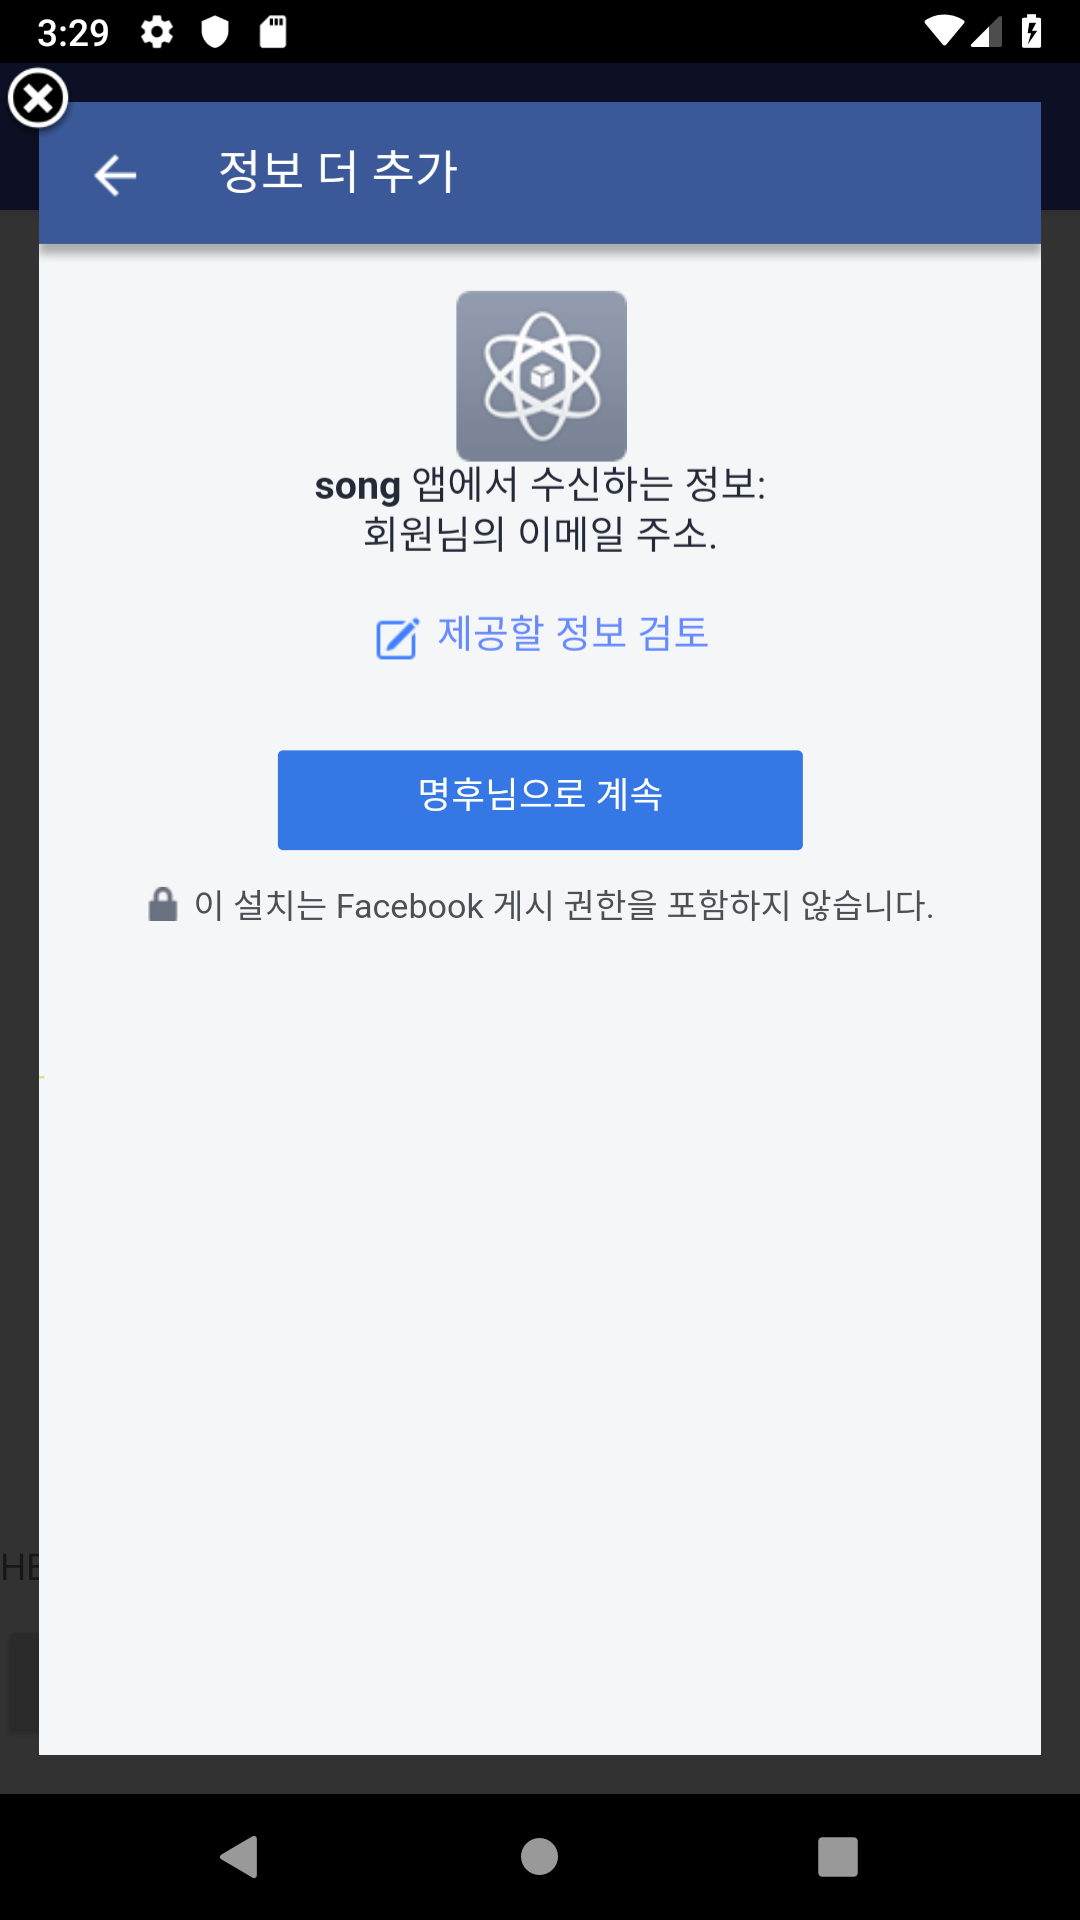 3:29
정보 더 추가
song 앱에서 수신하는 정보:
회원님의 이메일 주소.
제공할 정보 검토
명후님으로 계속
이 설치는 Facebook 게시 권한을 포함하지 않습니다.